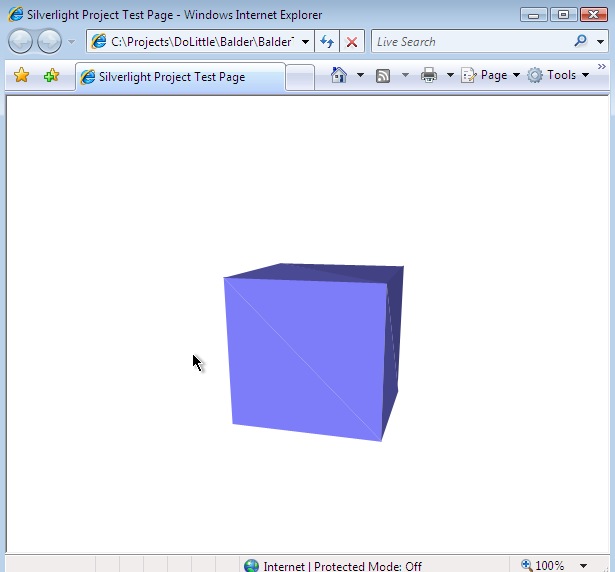 Silverlight Project Test Page - Windows Internet Explorer
C:\Projects\DoLittle\Balder\Balder
Live Search
Silverlight Project Test Page
Page
Tools
»
Internet | Protected Mode: Off
100%